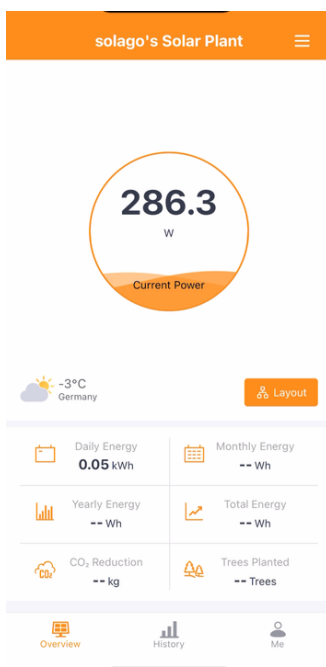 solago's Solar Plant
286.3
W
Current Power
-3°C
Germany
Layout
Daily Energy
0.05 kWh
Monthly Energy
-- Wh
Yearly Energy
-- Wh
Total Energy
-- Wh
CO₂ Reduction
-- kg
Trees Planted
-- Trees
CO₂
Overview
History
Me